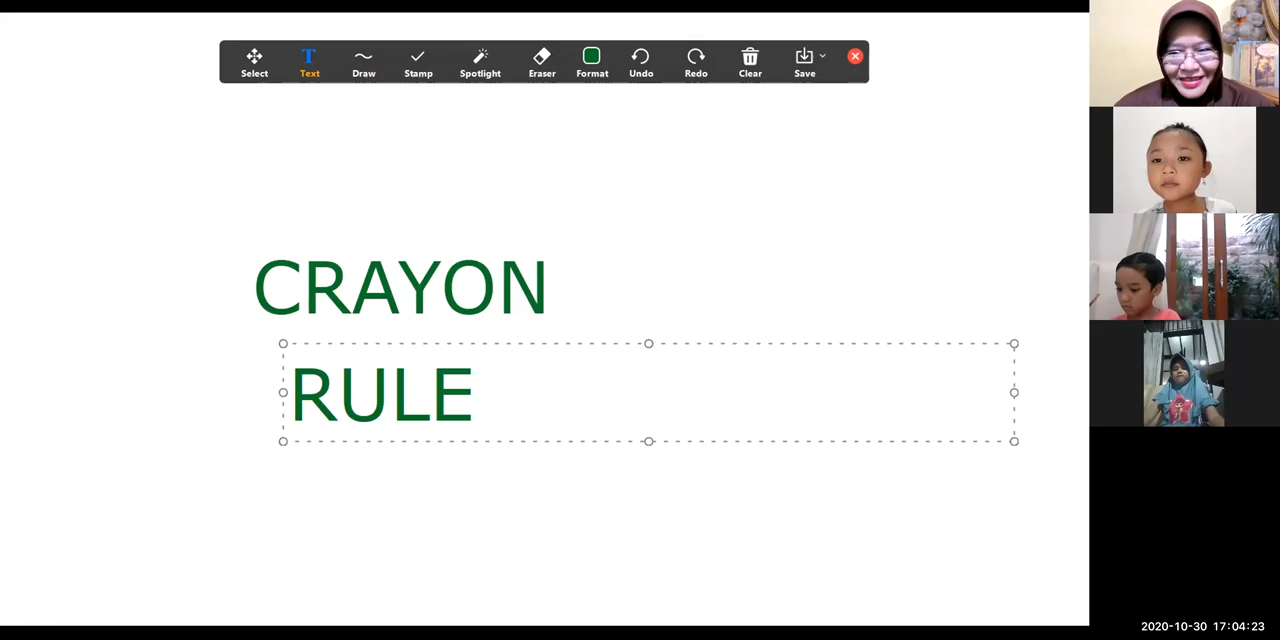 Select Text Draw Stamp Spotlight Eraser Format Undo Redo Clear Save
CRAYON
RULE
2020-10-30 17:04:23